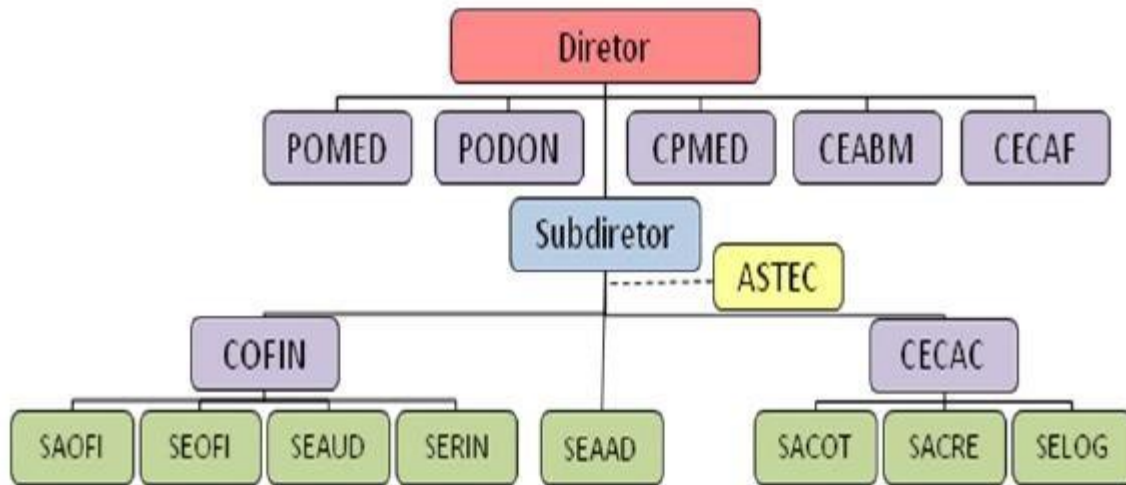 Diretor
POMED
PODON
CPMED
CEABM
CECAF
Subdiretor
ASTEC
COFIN
CECAC
SAOFI
SEOFI
SEAUD
SERIN
SEAAD
SACOT
SACRE
SELOG